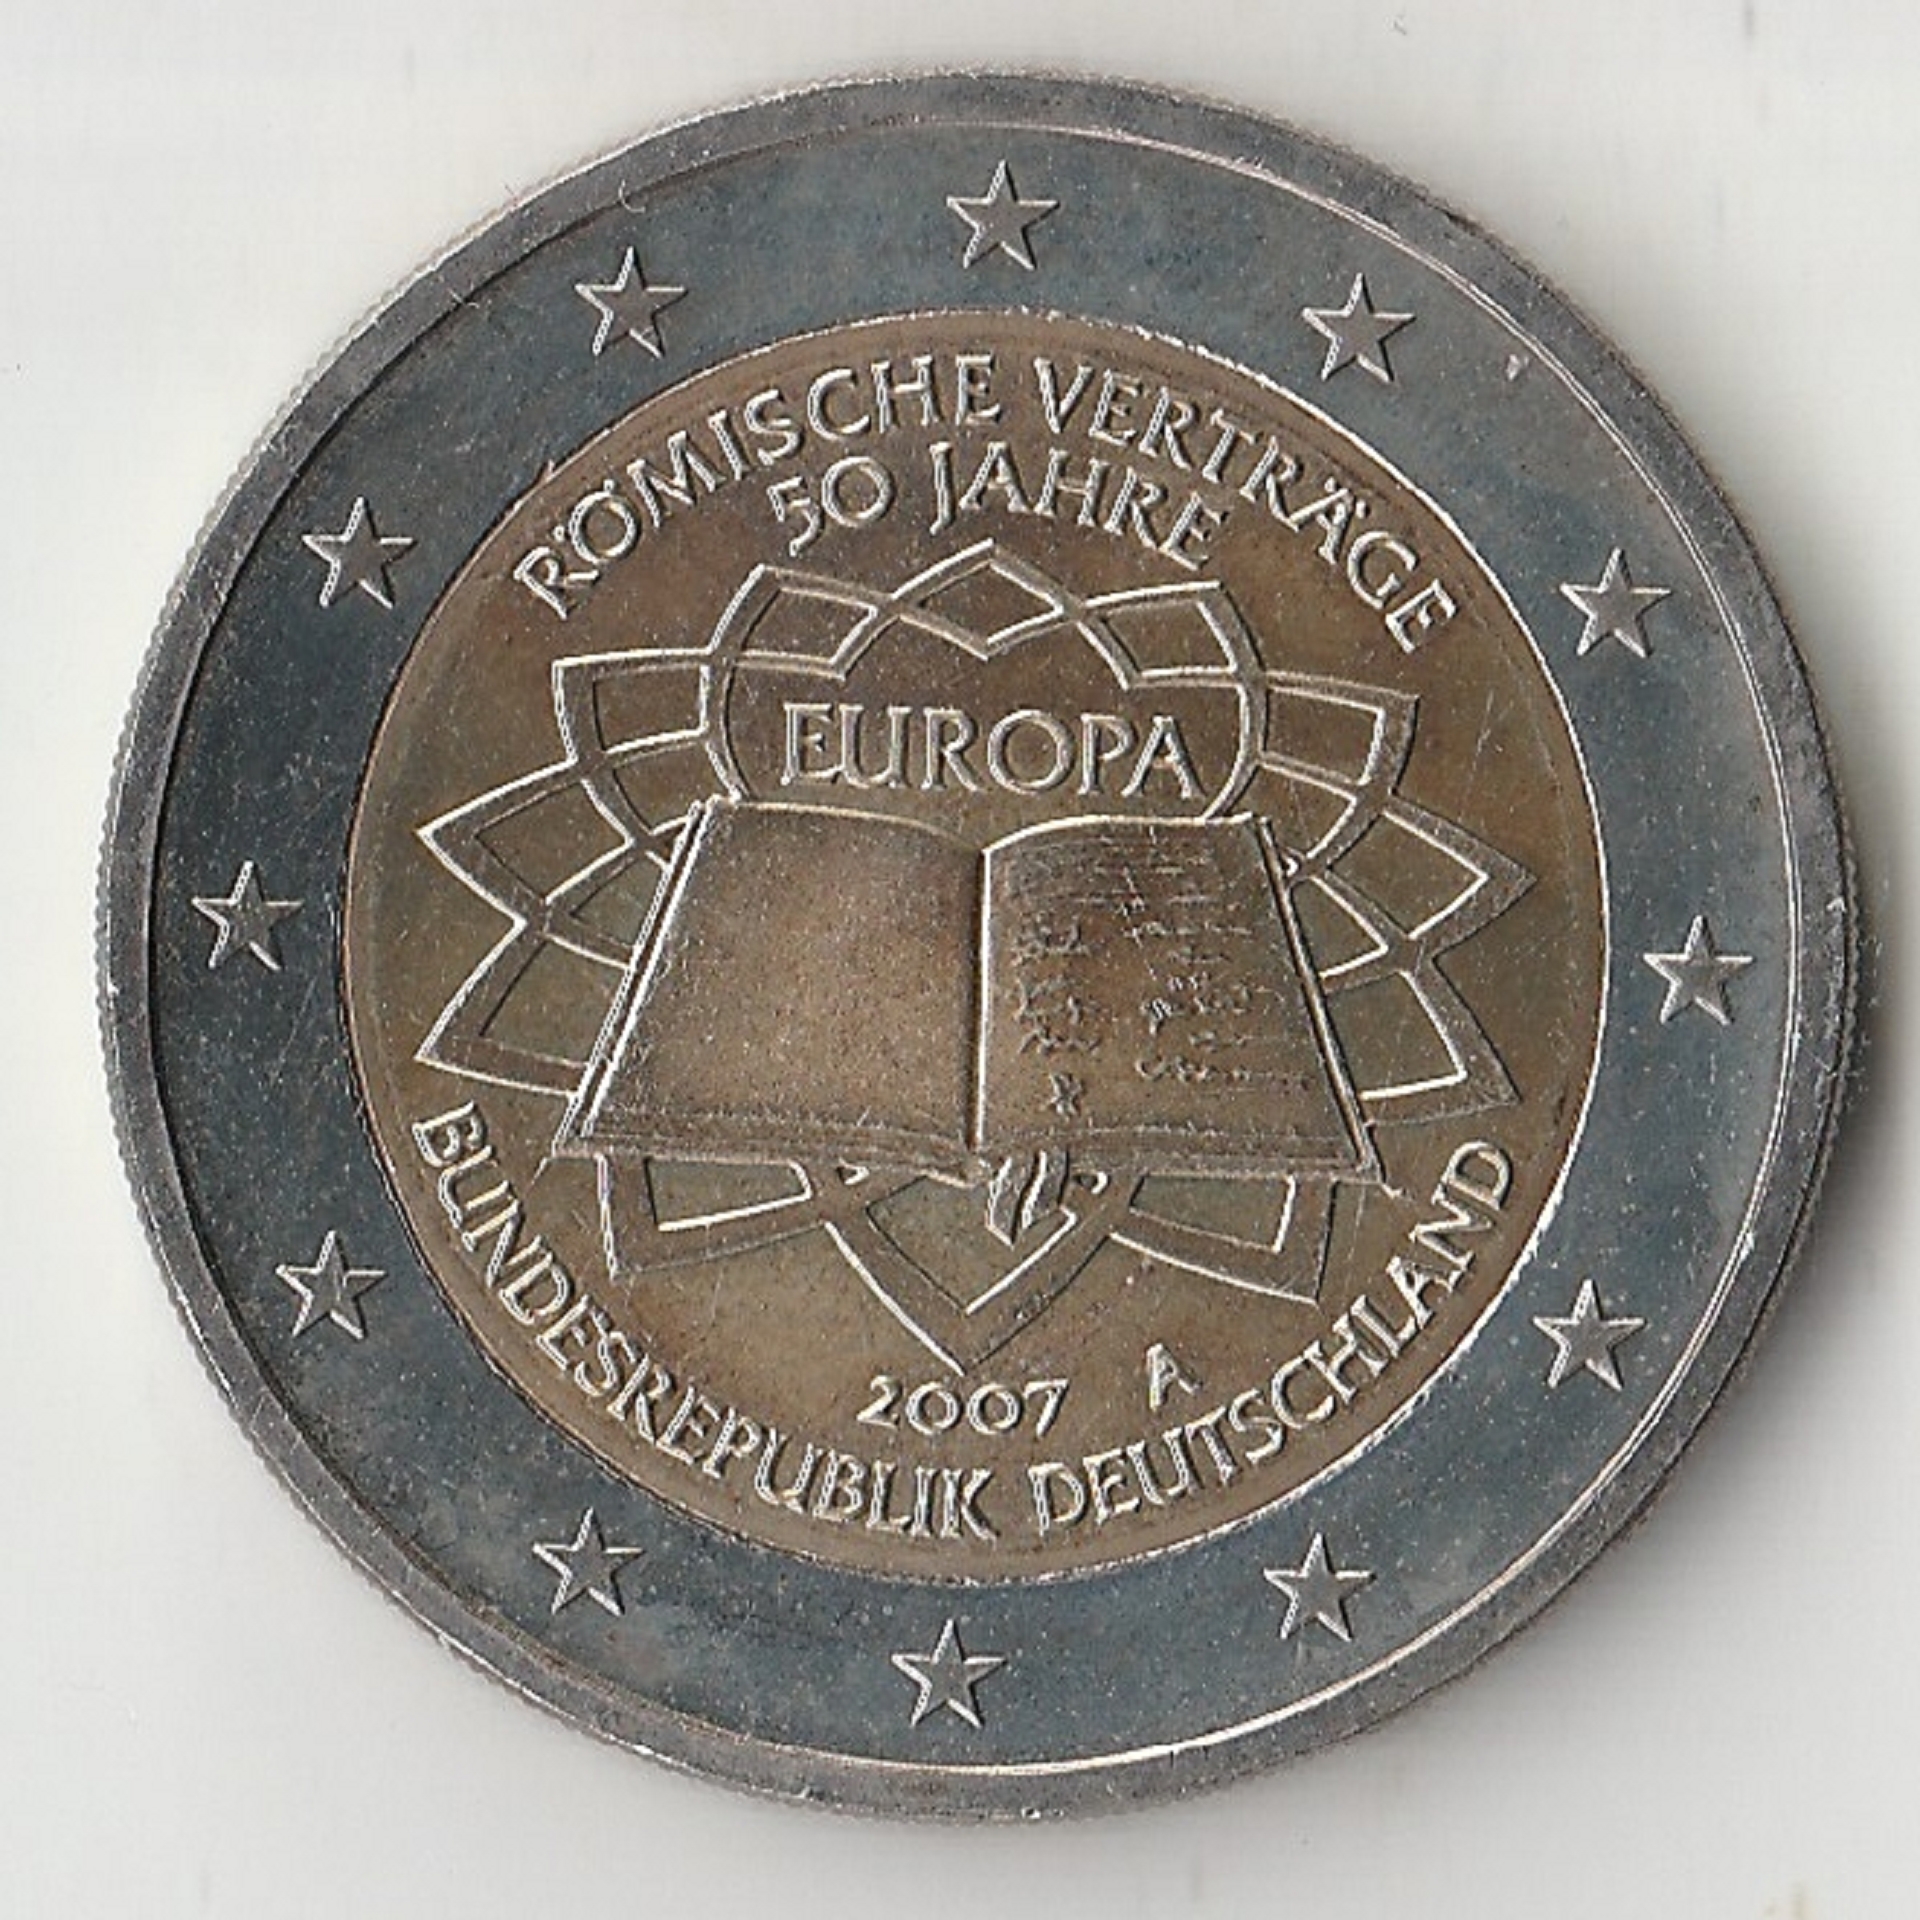 RÖMISCHE VERTRÄGE
50 JAHRE
EUROPA
2007 A
BUNDESREPUBLIK DEUTSCHLAND